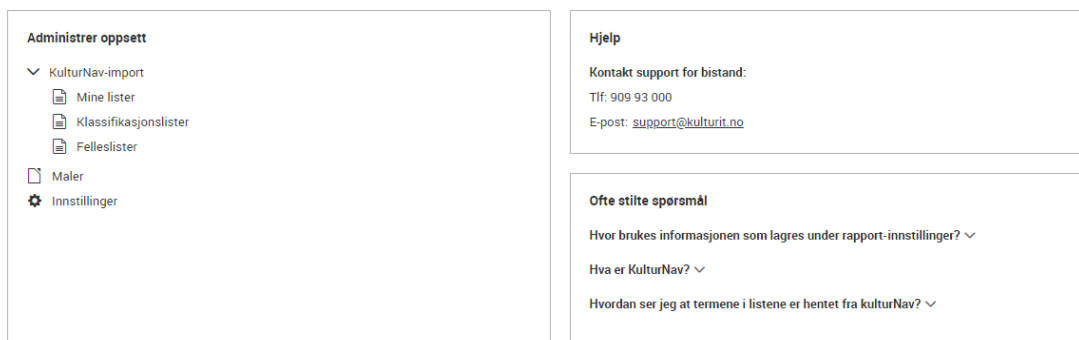 Administrer oppsett
KulturNav-import
Mine lister
Klassifikasjonslister
Felleslister
Maler
Innstillinger
Hjelp
Kontakt support for bistand:
Tlf: 909 93 000
E-post: support@kulturit.no
Ofte stilte spørsmål
Hvor brukes informasjonen som lagres under rapport-innstillinger?
Hva er KulturNav?
Hvordan ser jeg at termene i listene er hentet fra kulturNav?